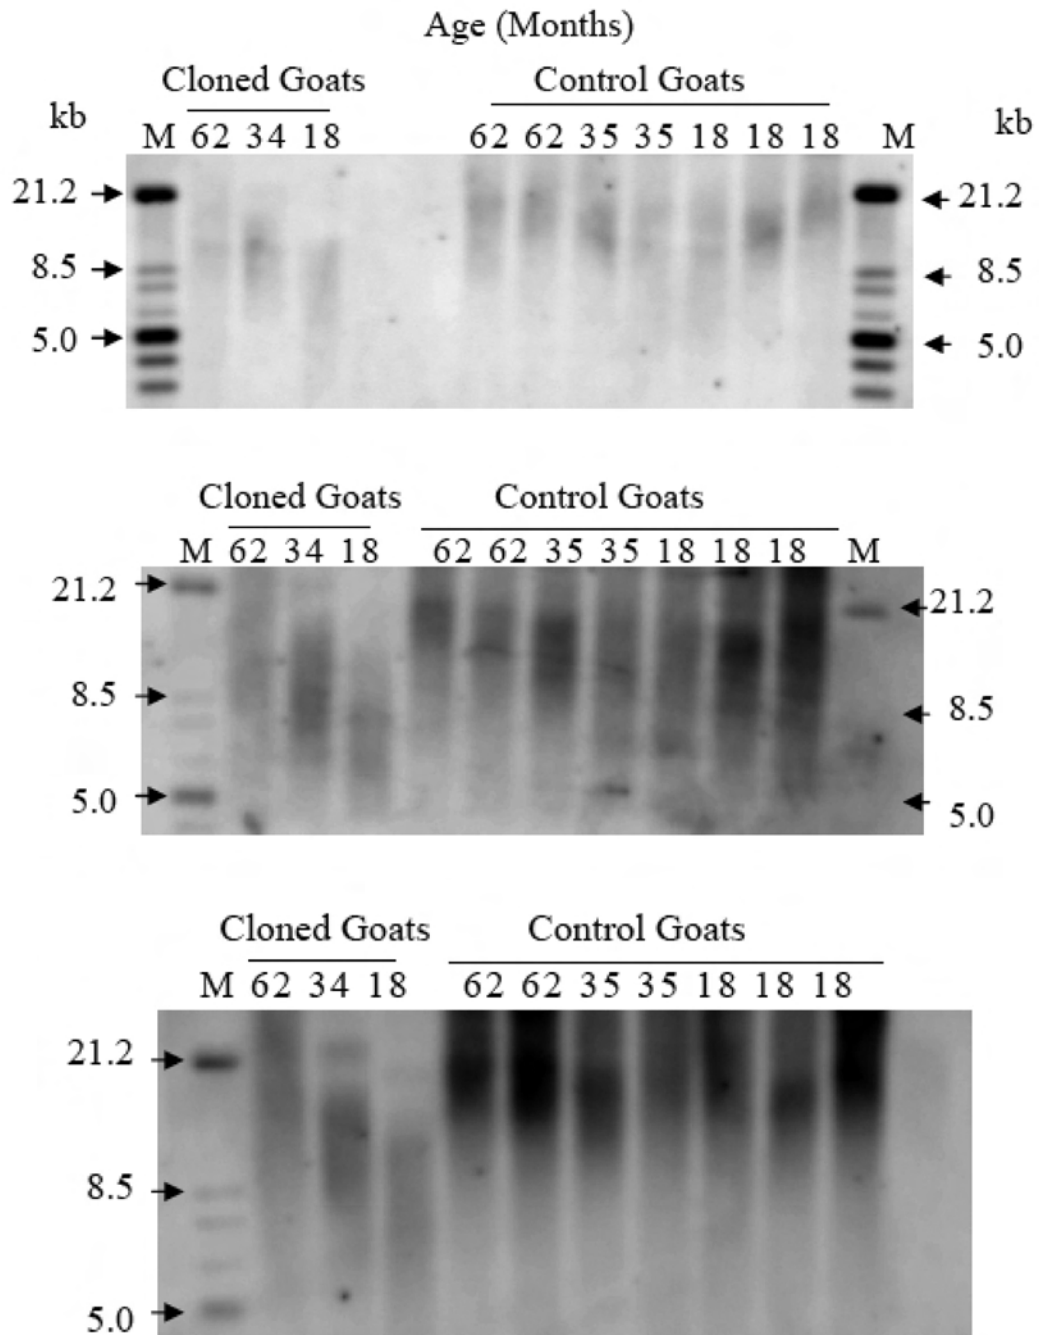 Age (Months)
Cloned Goats Control Goats
kb kb
M 62 34 18 62 62 35 35 18 18 18 M
21.2 21.2
8.5 8.5
5.0 5.0
Cloned Goats Control Goats
M 62 34 18 62 62 35 35 18 18 18 M
21.2 21.2
8.5 8.5
5.0 5.0
Cloned Goats Control Goats
M 62 34 18 62 62 35 35 18 18 18
21.2
8.5
5.0